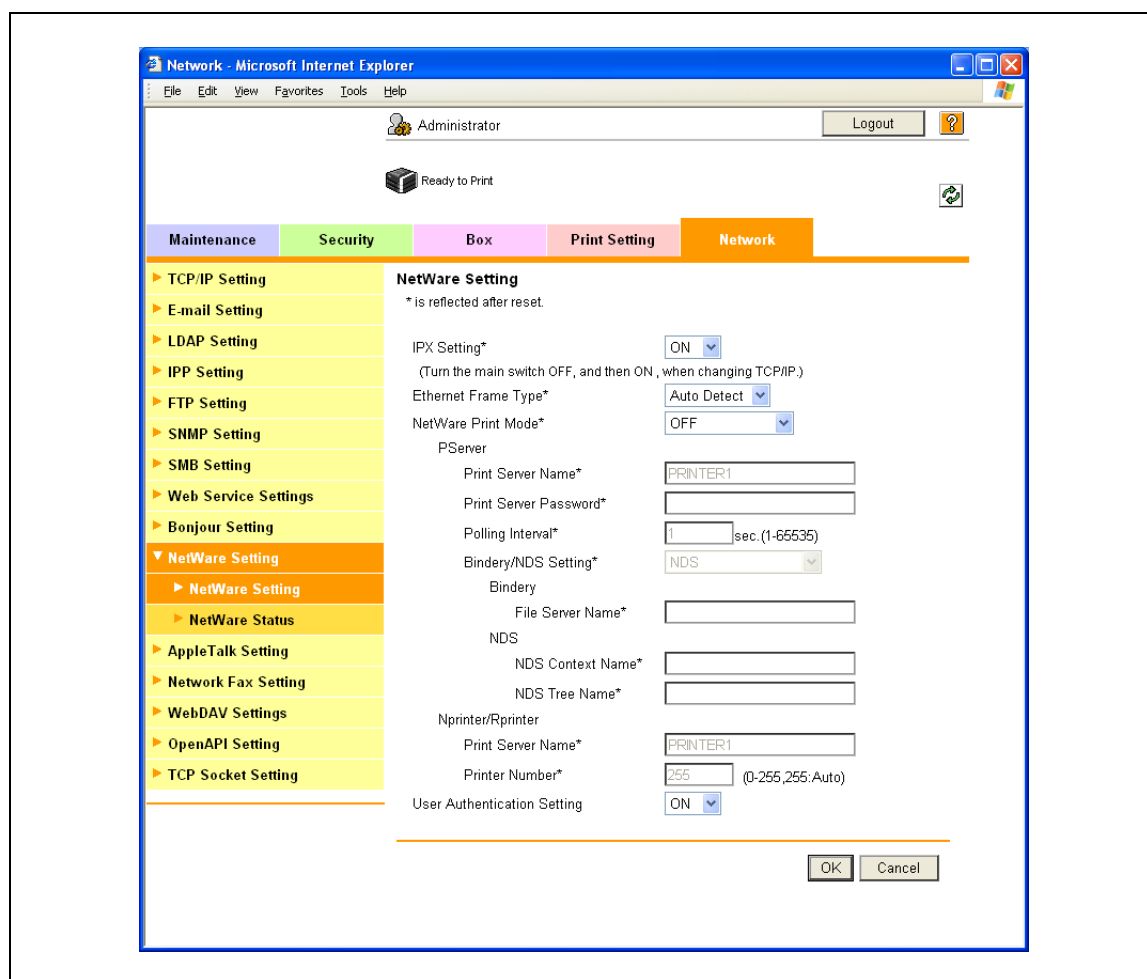 Network - Microsoft Internet Explorer
File Edit View Favorites Tools Help
Administrator
Logout
?
Ready to Print
Maintenance Security Box Print Setting Network
TCP/IP Setting
E-mail Setting
LDAP Setting
IPP Setting
FTP Setting
SNMP Setting
SMB Setting
Web Service Settings
Bonjour Setting
NetWare Setting
NetWare Setting
NetWare Status
AppleTalk Setting
Network Fax Setting
WebDAV Settings
OpenAPI Setting
TCP Socket Setting
NetWare Setting
* is reflected after reset.
IPX Setting* ON
(Turn the main switch OFF, and then ON , when changing TCP/IP.)
Ethernet Frame Type* Auto Detect
NetWare Print Mode* OFF
PServer
Print Server Name* PRINTER1
Print Server Password*
Polling Interval* 1 sec.(1-65535)
Bindery/NDS Setting* NDS
Bindery
File Server Name*
NDS
NDS Context Name*
NDS Tree Name*
Nprinter/Rprinter
Print Server Name* PRINTER1
Printer Number* 255 (0-255,255:Auto)
User Authentication Setting ON
OK Cancel